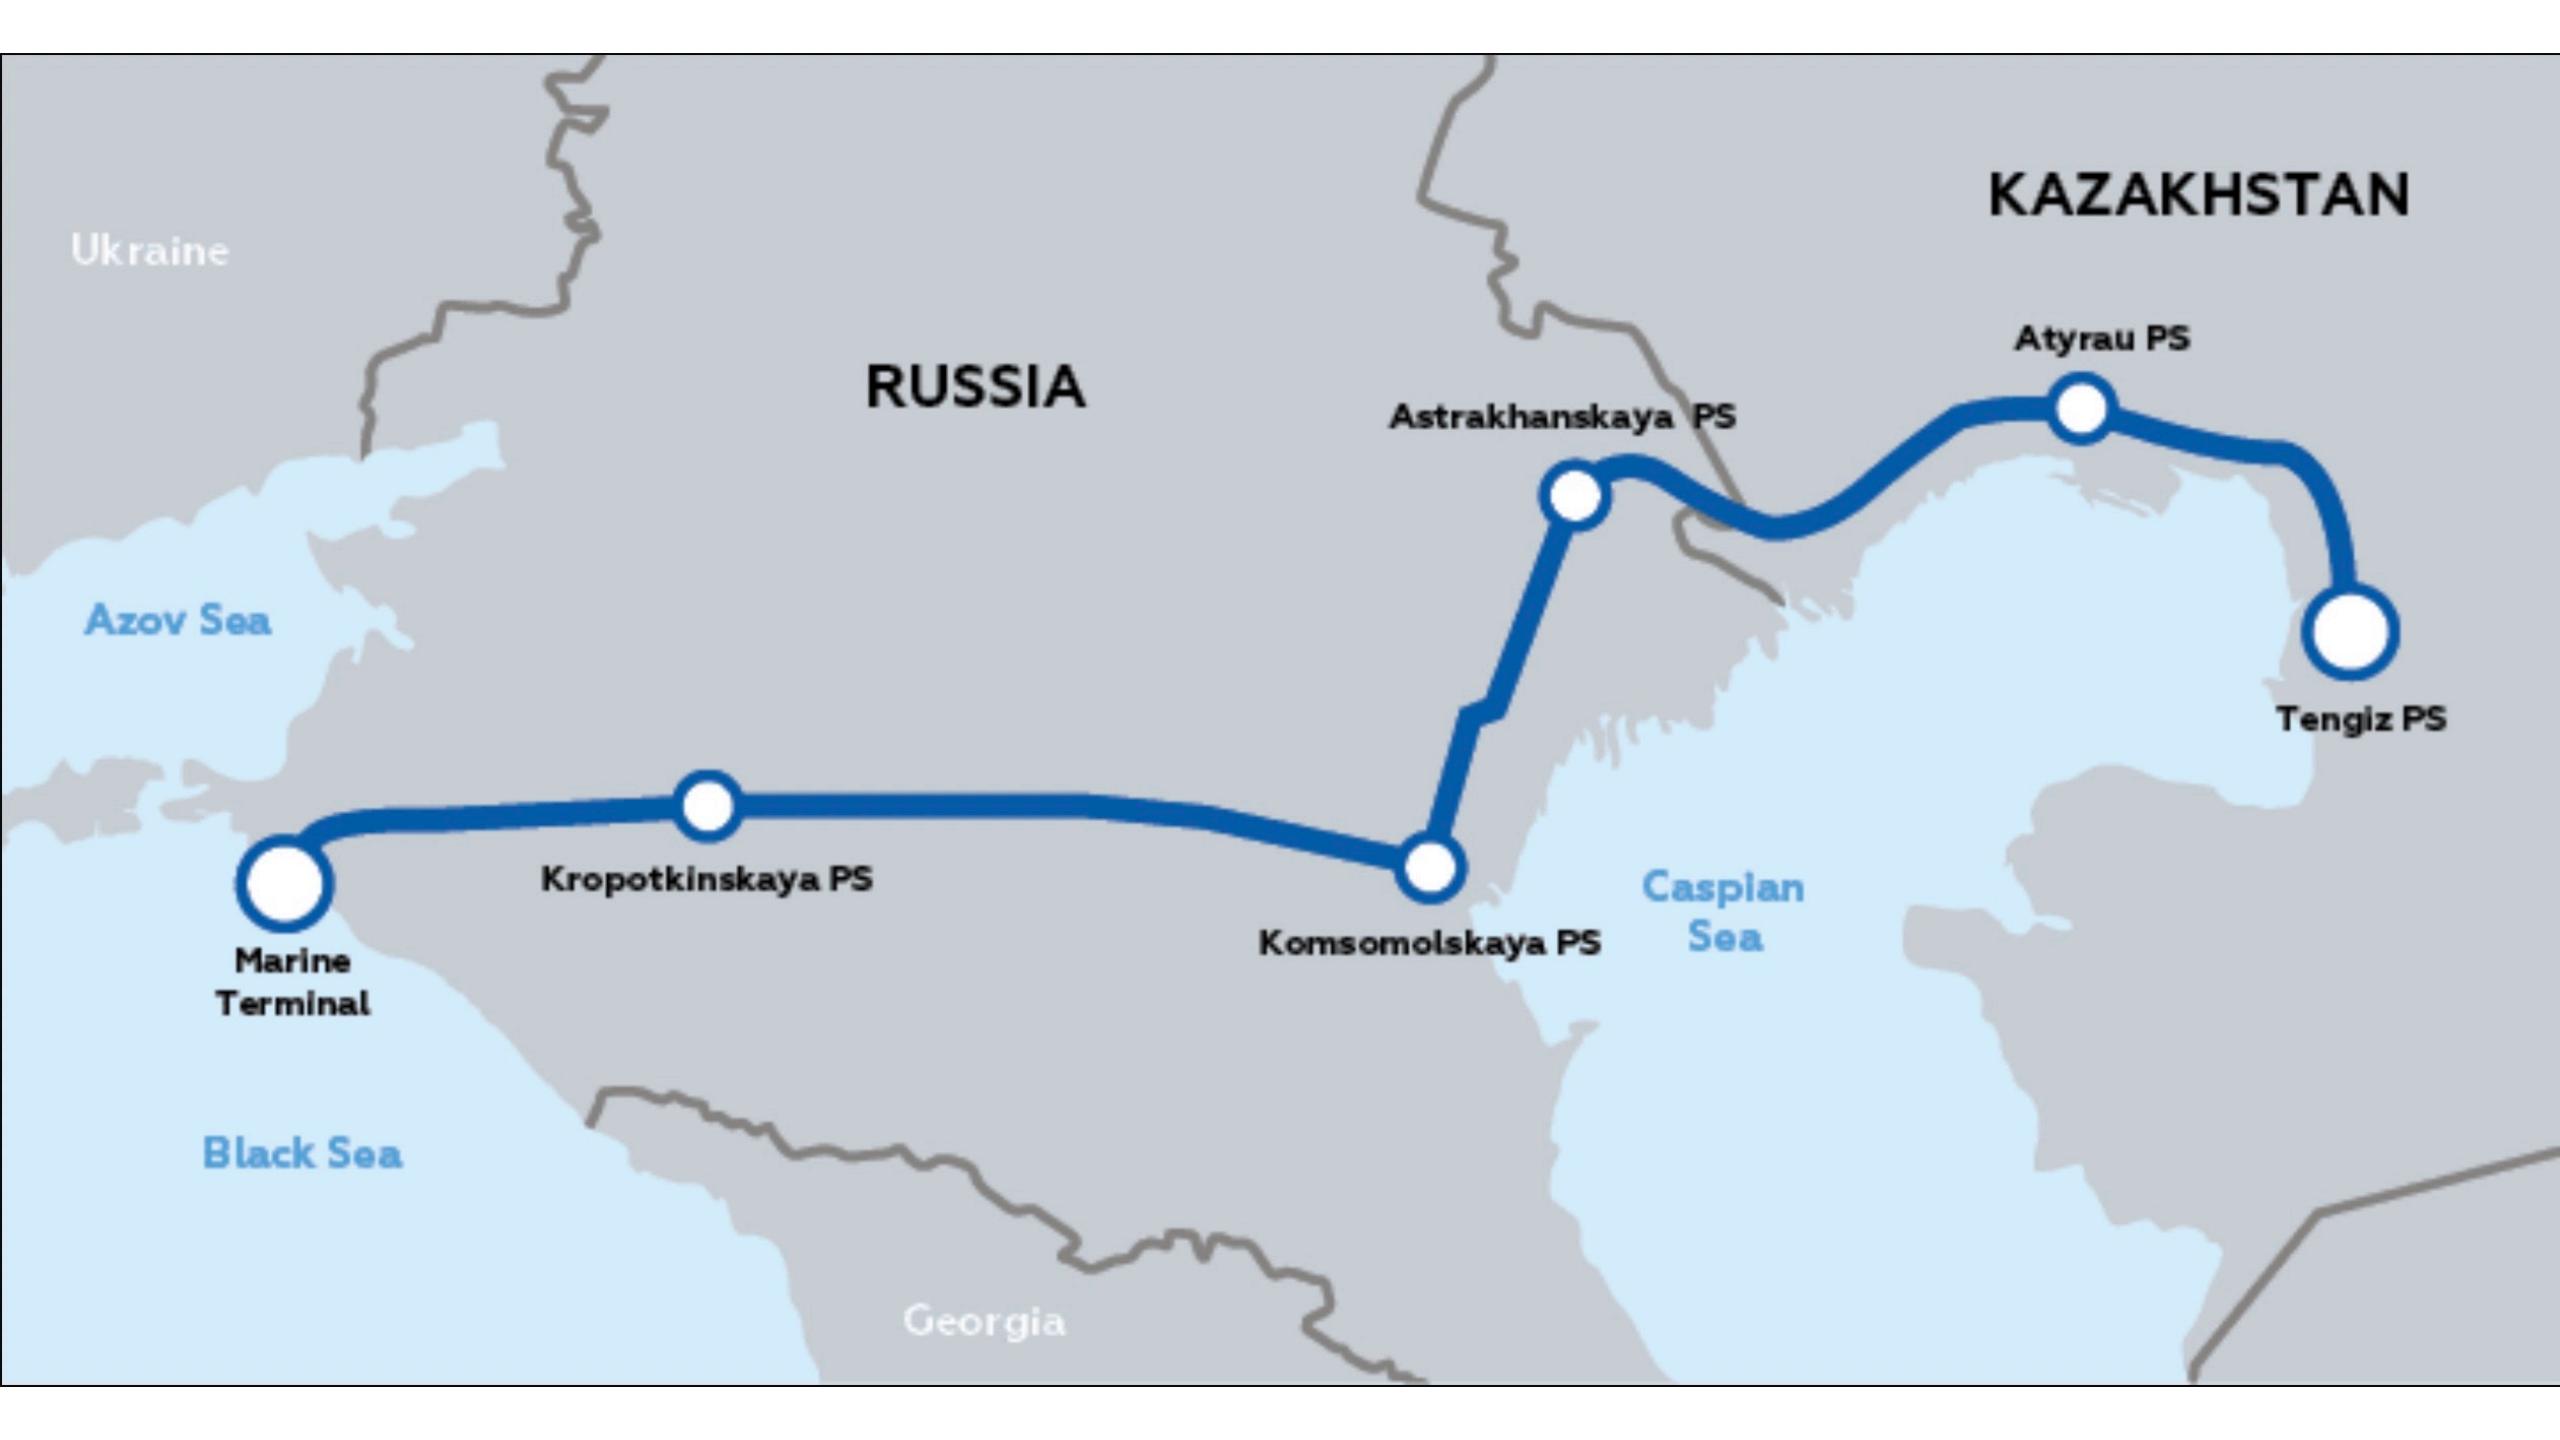 KAZAKHSTAN
Ukraine
Atyrau PS
RUSSIA
Astrakhanskaya PS
Azov Sea
Tengiz PS
Kropotkinskaya PS
Caspian
Sea
Komsomolskaya PS
Marine
Terminal
Black Sea
Georgia